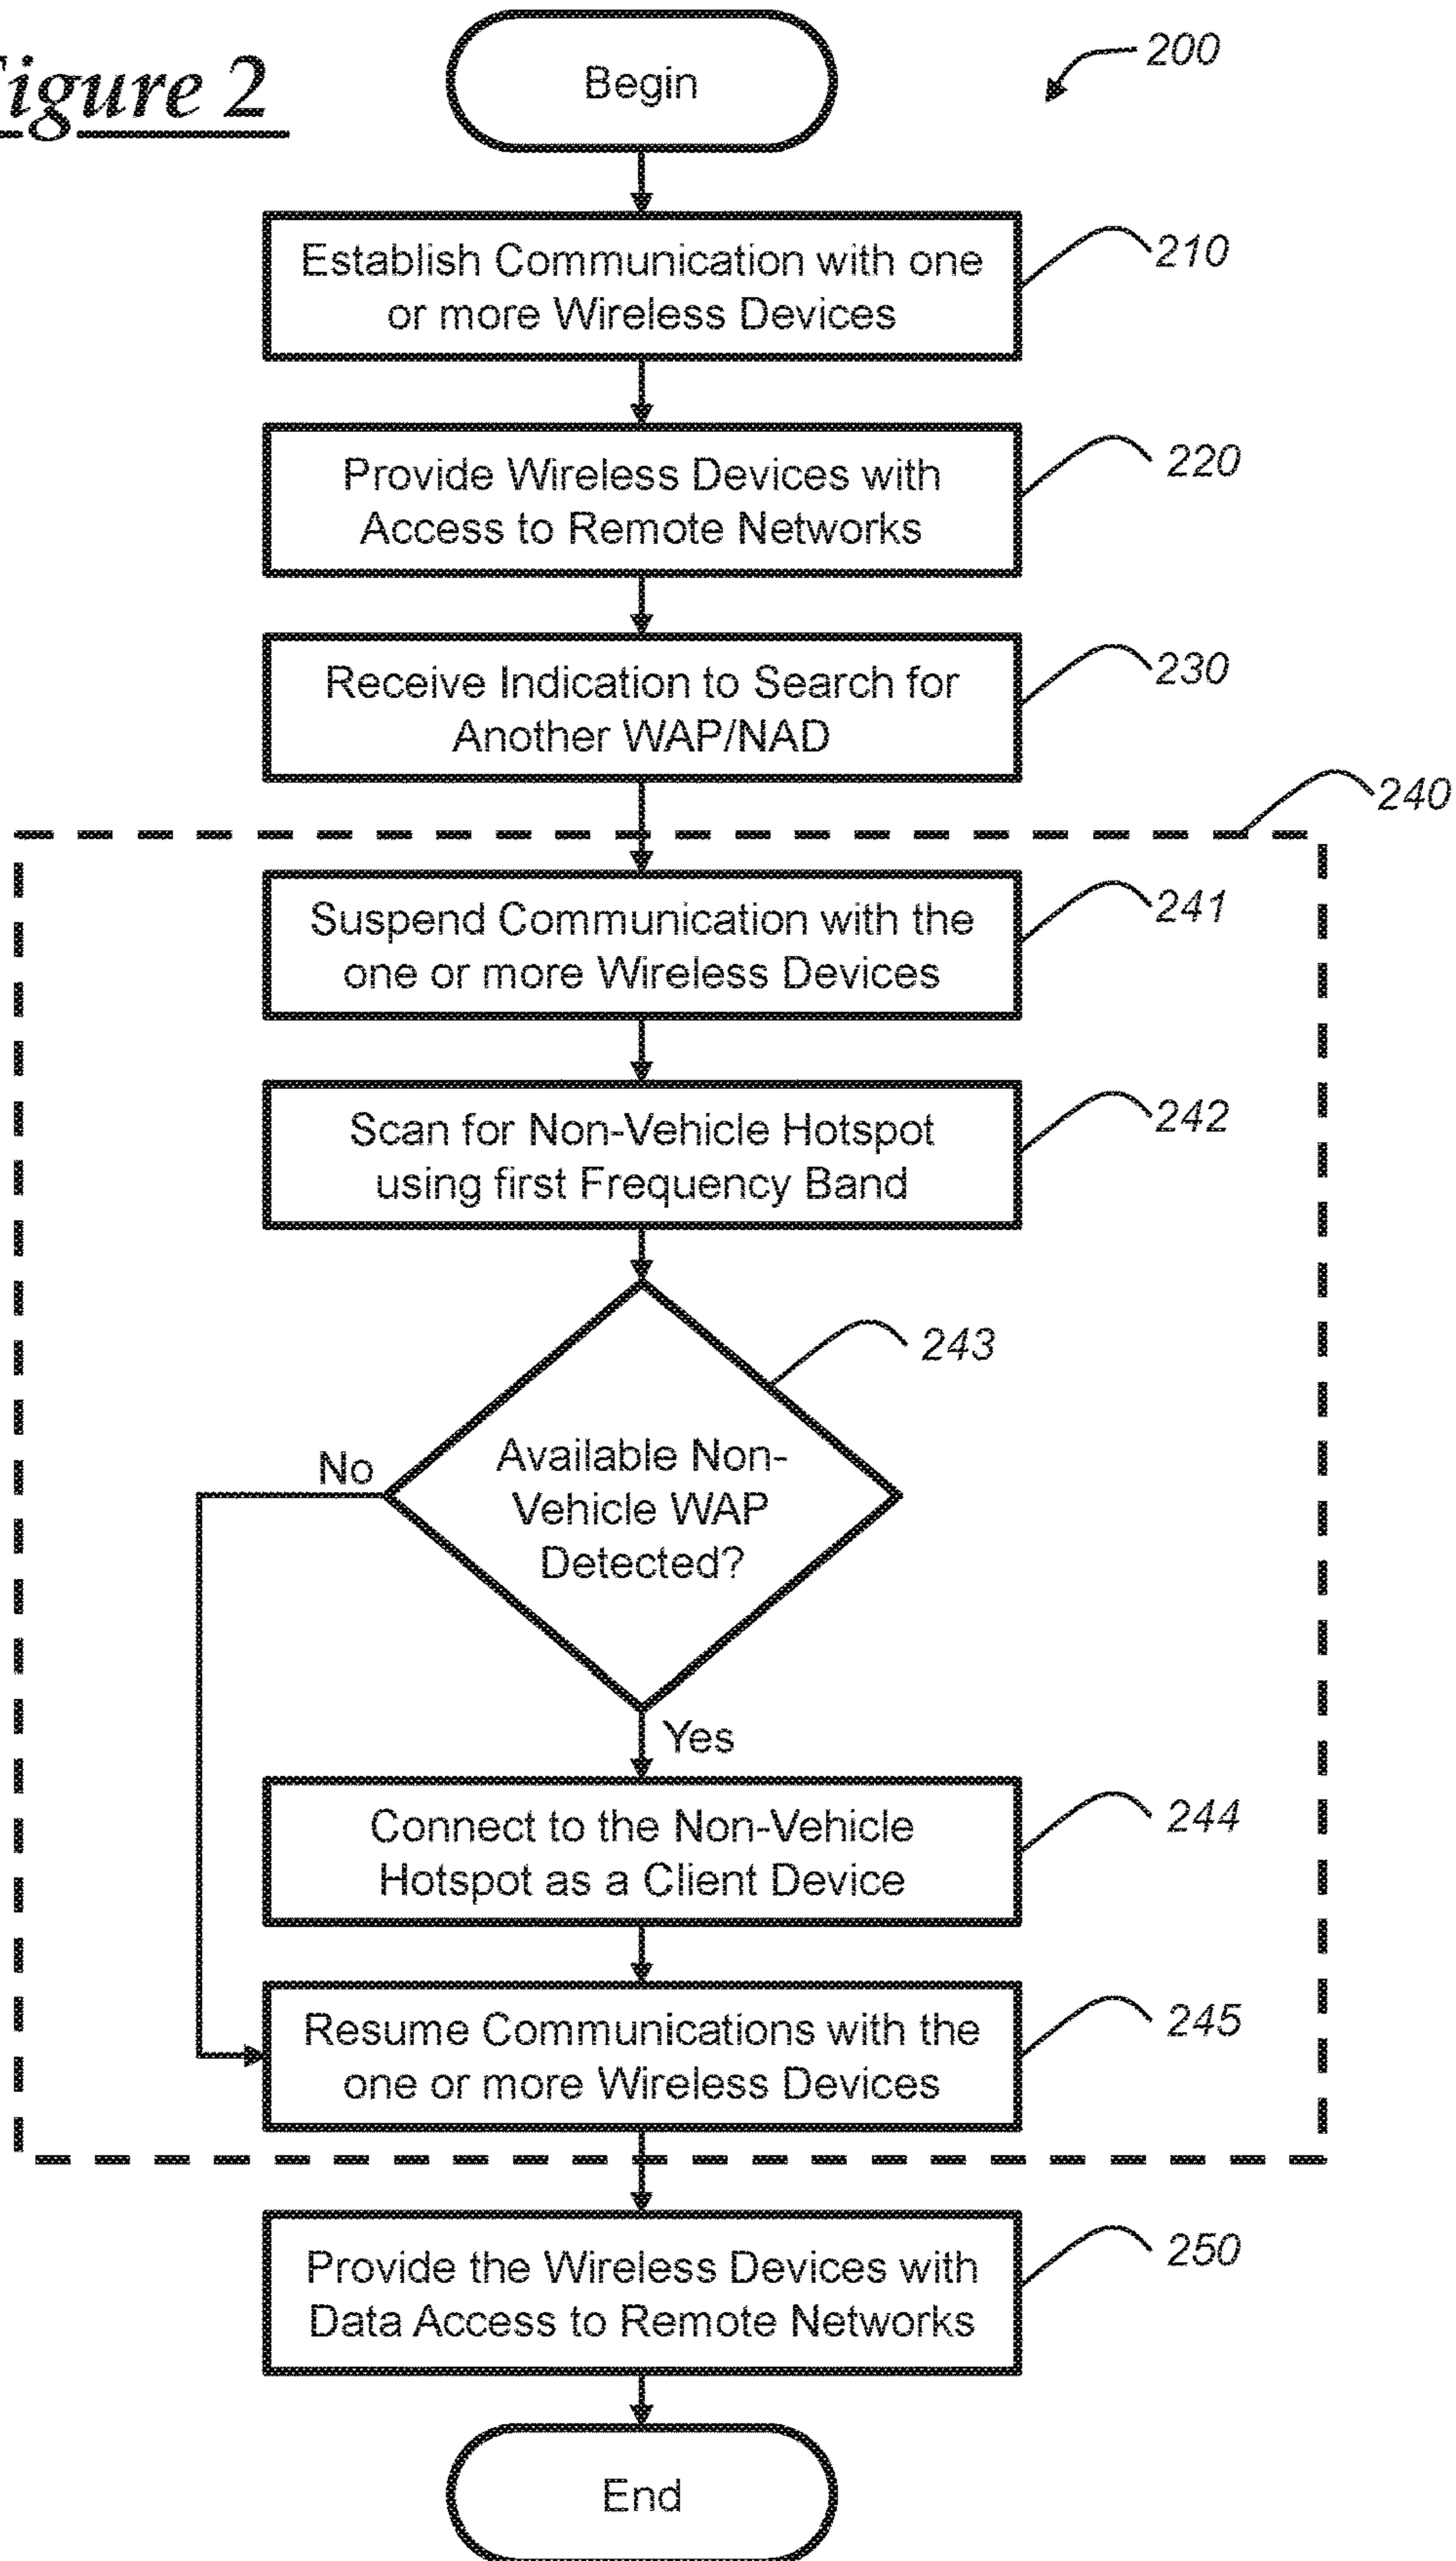 igure 2
Begin
200
Establish Communication with one
or more Wireless Devices
210
Provide Wireless Devices with
Access to Remote Networks
220
Receive Indication to Search for
Another WAP/NAD
230
240
Suspend Communication with the
one or more Wireless Devices
241
Scan for Non-Vehicle Hotspot
using first Frequency Band
242
243
Available Non-
Vehicle WAP
Detected?
No
Yes
Connect to the Non-Vehicle
Hotspot as a Client Device
244
Resume Communications with the
one or more Wireless Devices
245
Provide the Wireless Devices with
Data Access to Remote Networks
250
End